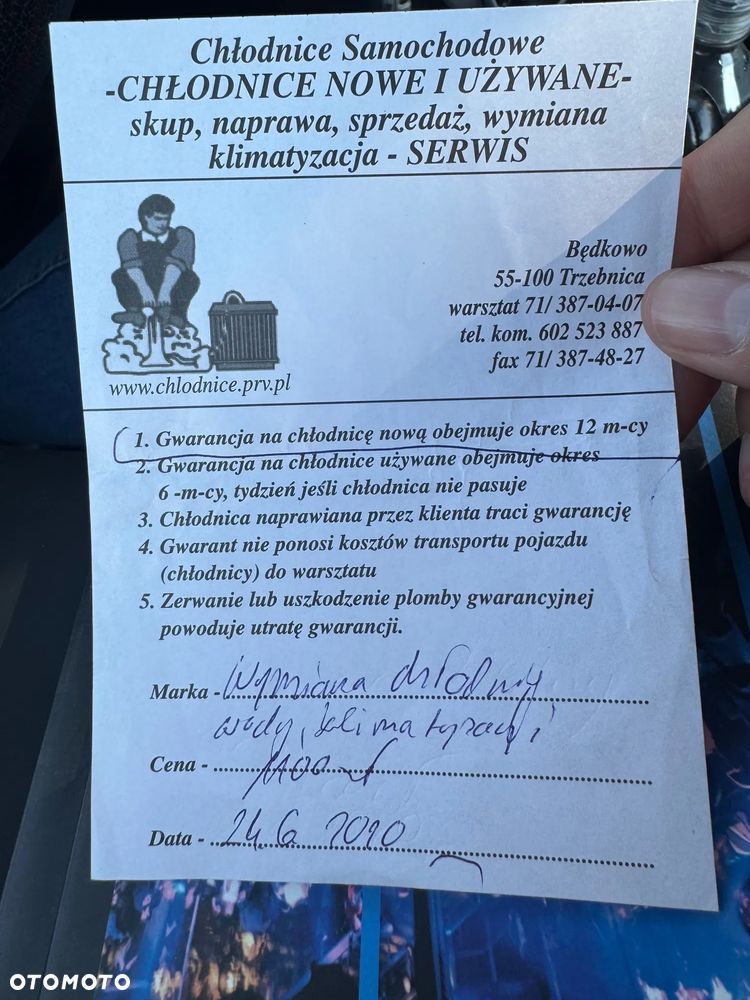 Chłodnice Samochodowe
-CHŁODNICE NOWE I UŻYWANE-
skup, naprawa, sprzedaż, wymiana
klimatyzacja - SERWIS
Będkowo
55-100 Trzebnica
warsztat 71/ 387-04-07
tel. kom. 602 523 887
fax 71/ 387-48-27
www.chlodnice.prv.pl
1. Gwarancja na chłodnicę nową obejmuje okres 12 m-cy
2. Gwarancja na chłodnice używane obejmuje okres
6 -m-cy, tydzień jeśli chłodnica nie pasuje
3. Chłodnica naprawiana przez klienta traci gwarancję
4. Gwarant nie ponosi kosztów transportu pojazdu
(chłodnicy) do warsztatu
5. Zerwanie lub uszkodzenie plomby gwarancyjnej
powoduje utratę gwarancji.
Marka - Wymiana chłodnicy
wody, klimatyzacji
Cena - 1100 zł
Data - 24.6 2020
OTOMOTO